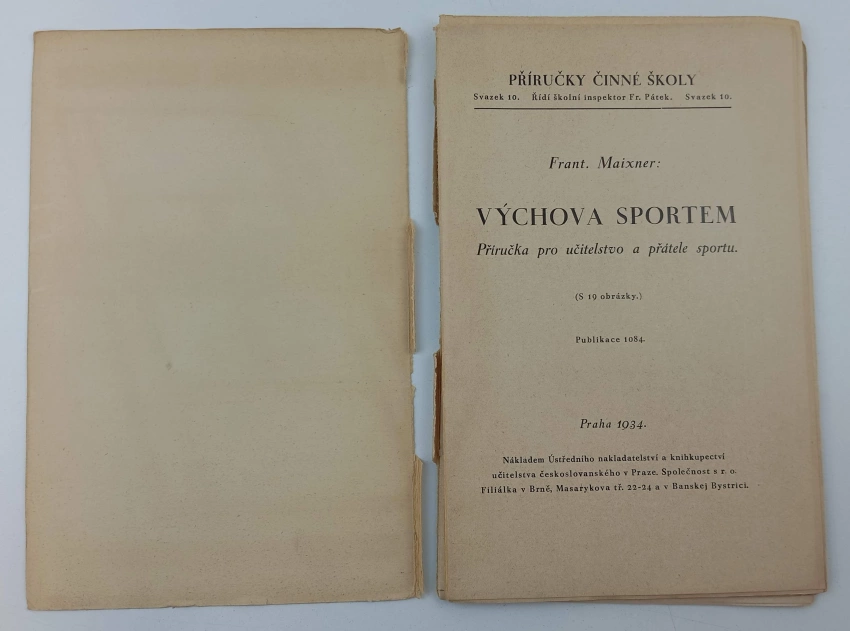 PŘÍRUČKY ČINNÉ ŠKOLY
Svazek 10. Řídí školní inspektor Fr. Pátek. Svazek 10.
Frant. Maixner:
VÝCHOVA SPORTEM
Příručka pro učitelstvo a přátele sportu.
(S 19 obrázky.)
Publikace 1084.
Praha 1934.
Nákladem Ústředního nakladatelství a knihkupectví
učitelstva českoslovanského v Praze. Společnost s r. o.
Filiálka v Brně, Masarykova tř. 22-24 a v Banskej Bystrici.